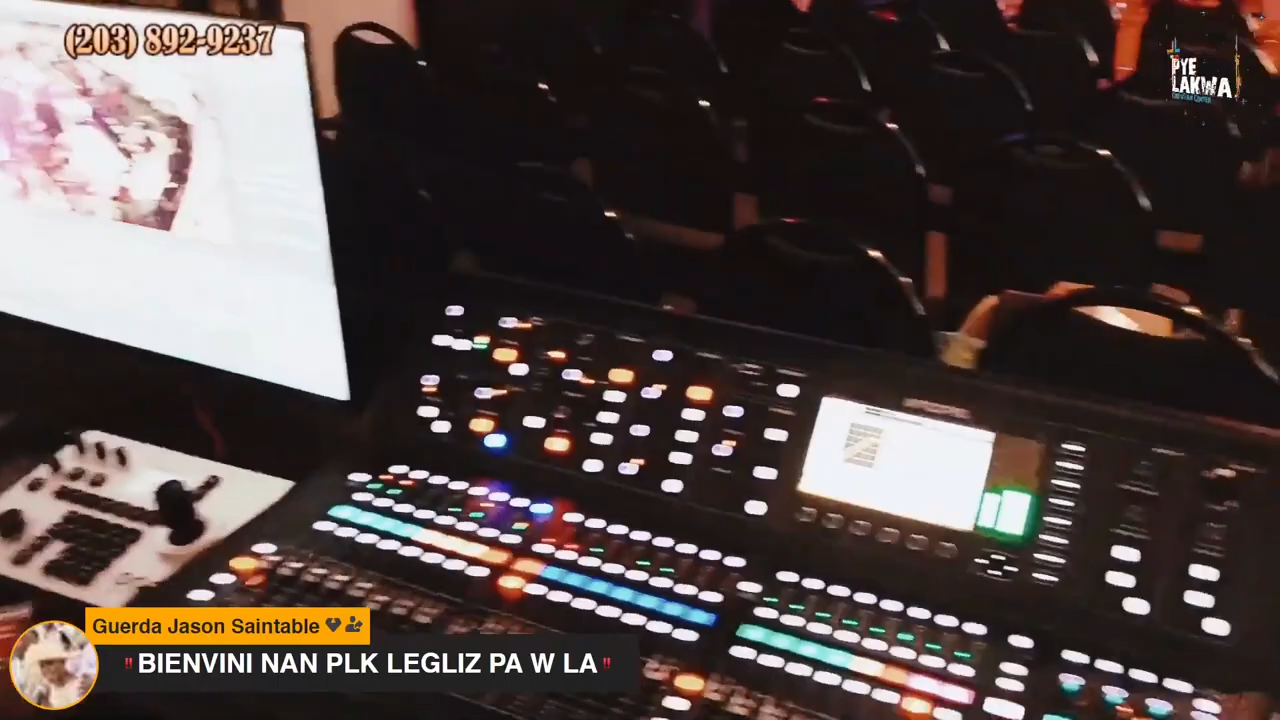 (203) 892-9237
PYE
LAKWA
Guerda Jason Saintable
‼BIENVINI NAN PLK LEGLIZ PA W LA‼